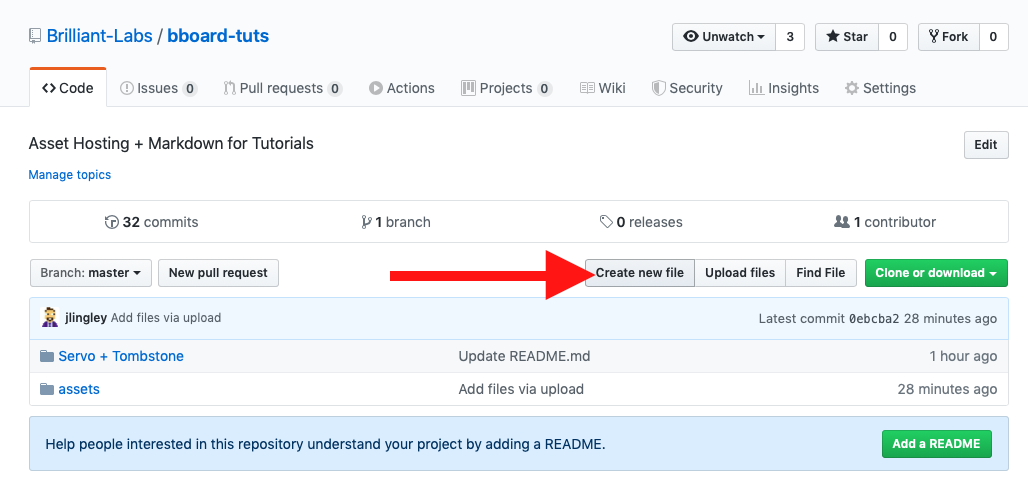 Brilliant-Labs / bboard-tuts
Unwatch 3
Star 0
Fork 0
Code
Issues 0
Pull requests 0
Actions
Projects 0
Wiki
Security
Insights
Settings
Asset Hosting + Markdown for Tutorials
Edit
Manage topics
32 commits
1 branch
0 releases
1 contributor
Branch: master
New pull request
Create new file
Upload files
Find File
Clone or download
jlingley Add files via upload
Latest commit 0ebcba2 28 minutes ago
Servo + Tombstone
Update README.md
1 hour ago
assets
Add files via upload
28 minutes ago
Help people interested in this repository understand your project by adding a README.
Add a README